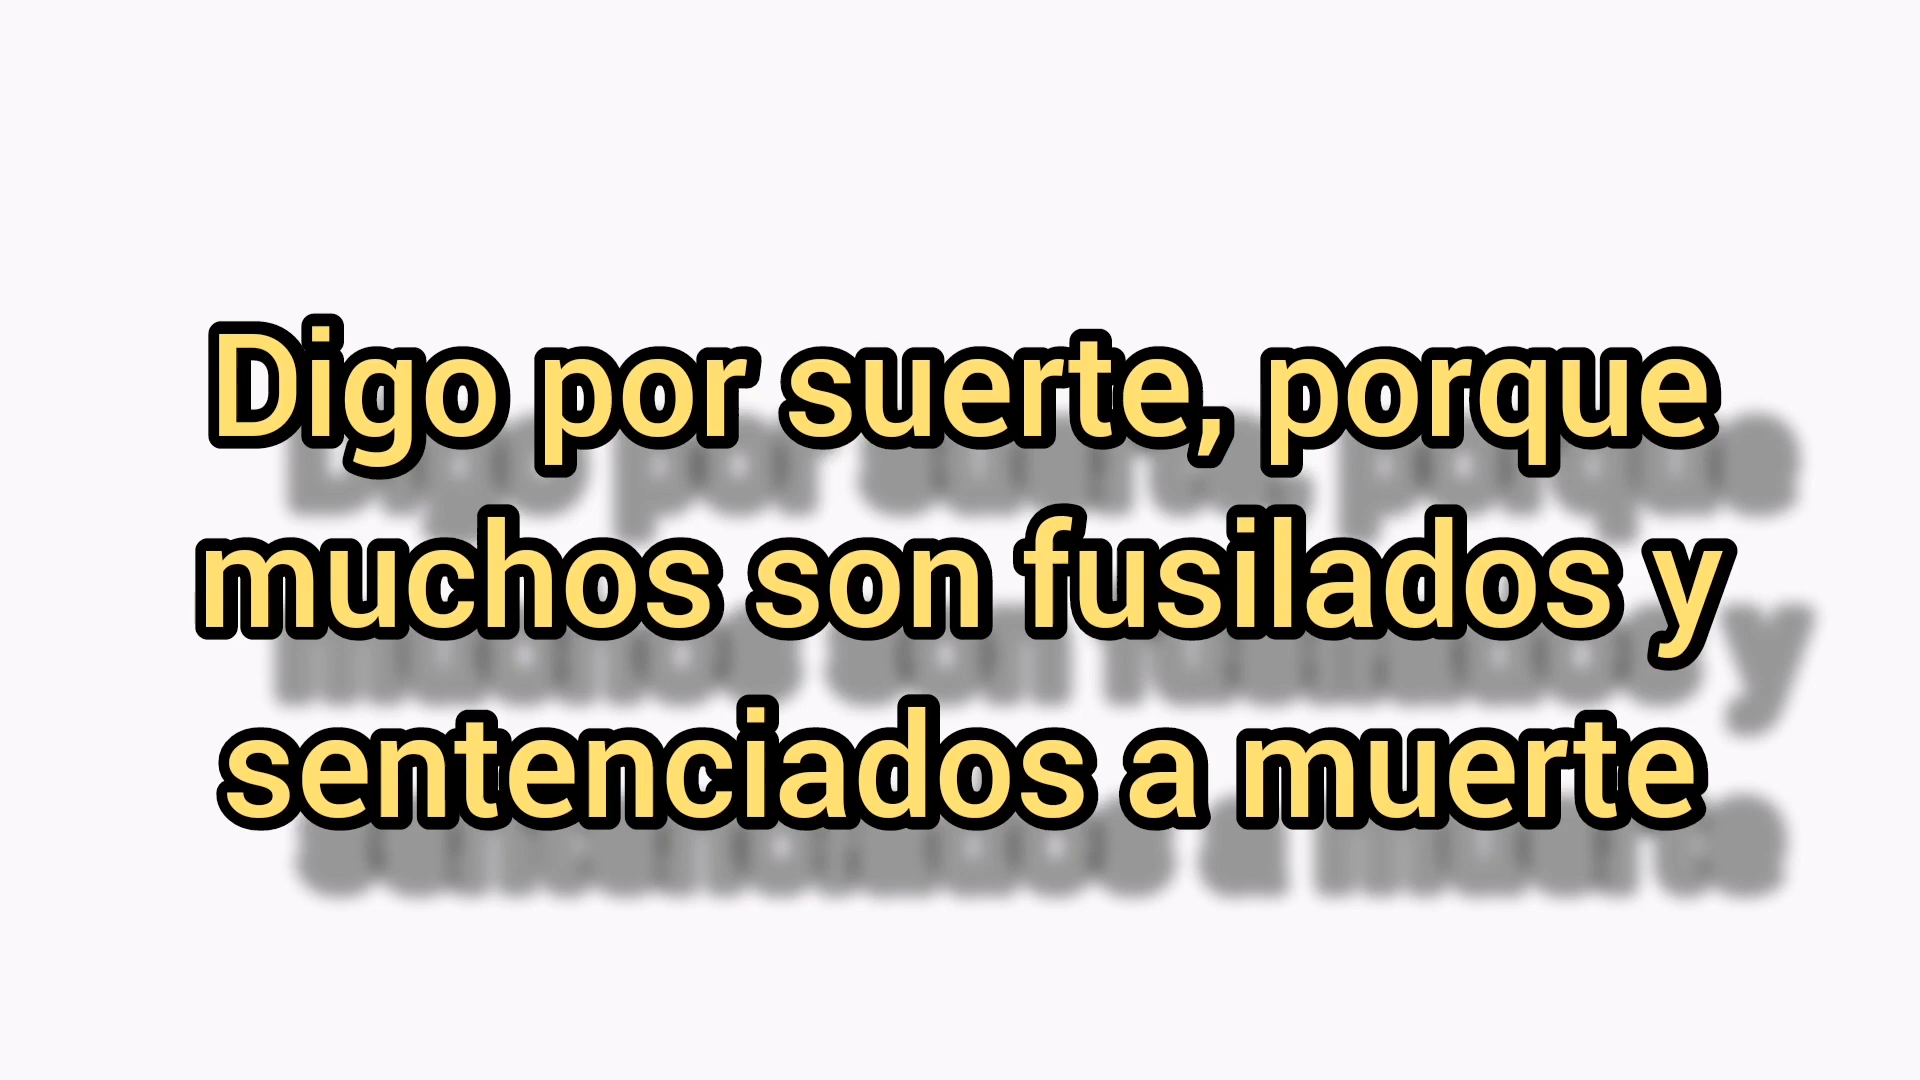 Digo por suerte, porque
muchos son fusilados y
sentenciados a muerte